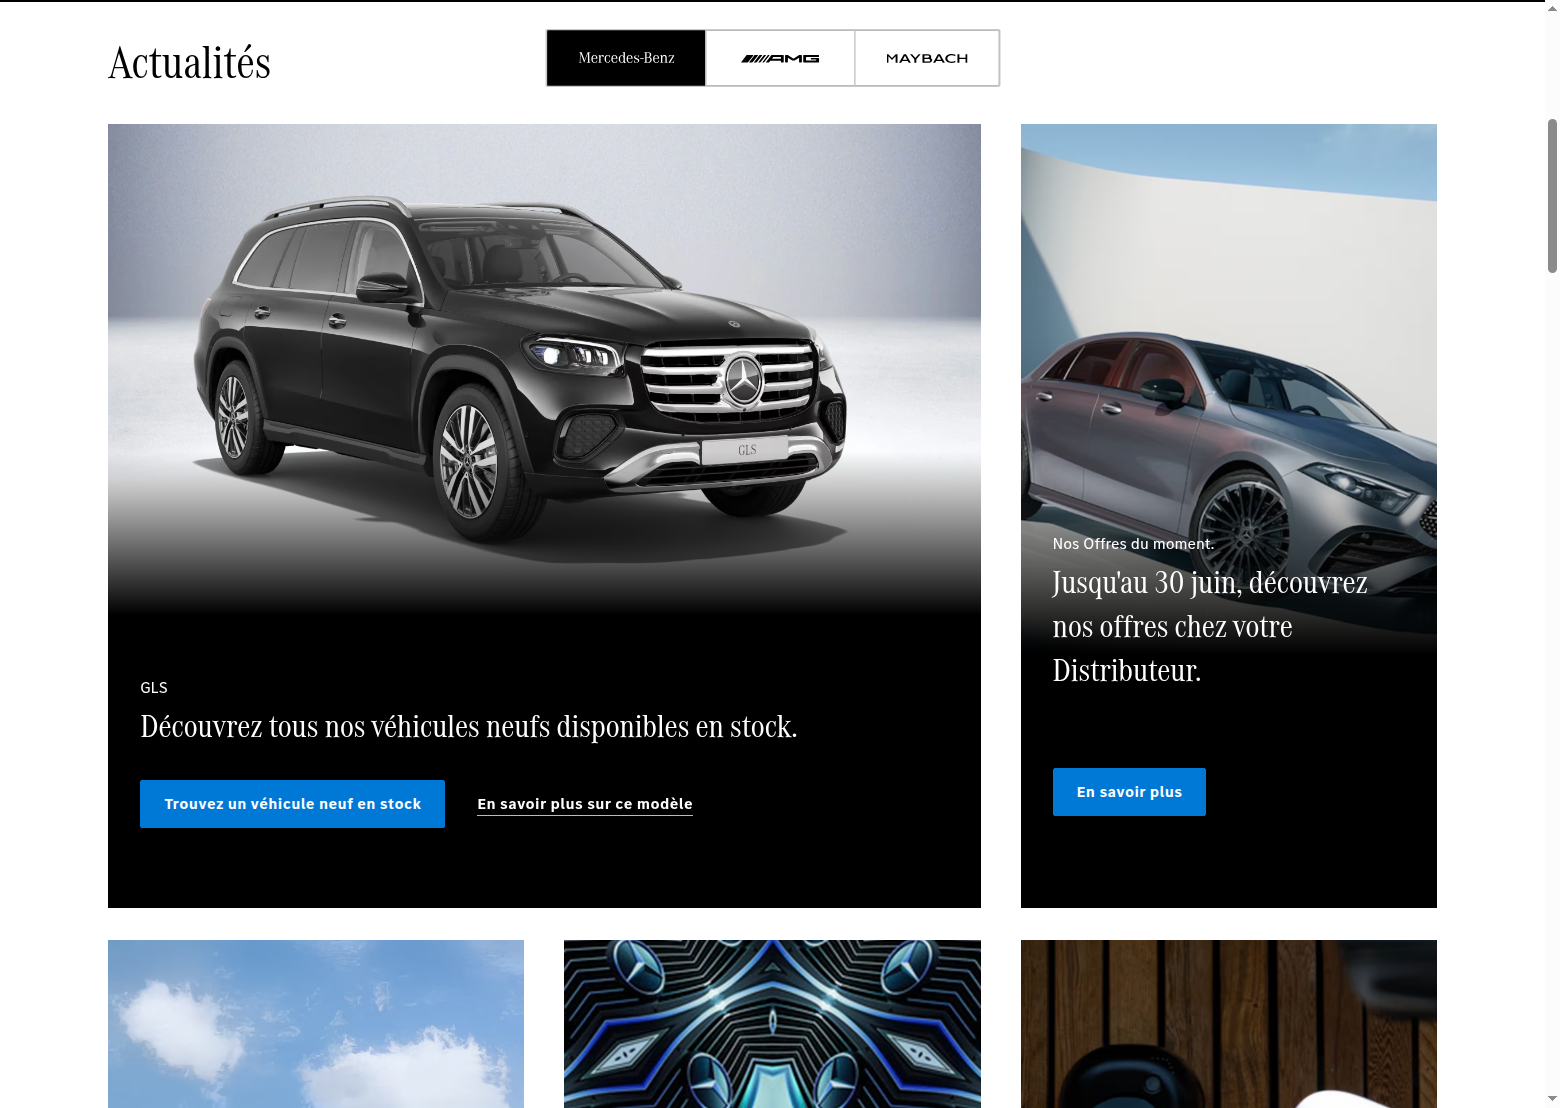 Actualités
Mercedes-Benz
AMG
MAYBACH
GLS
GLS
Découvrez tous nos véhicules neufs disponibles en stock.
Trouvez un véhicule neuf en stock
En savoir plus sur ce modèle
Nos Offres du moment.
Jusqu'au 30 juin, découvrez
nos offres chez votre
Distributeur.
En savoir plus